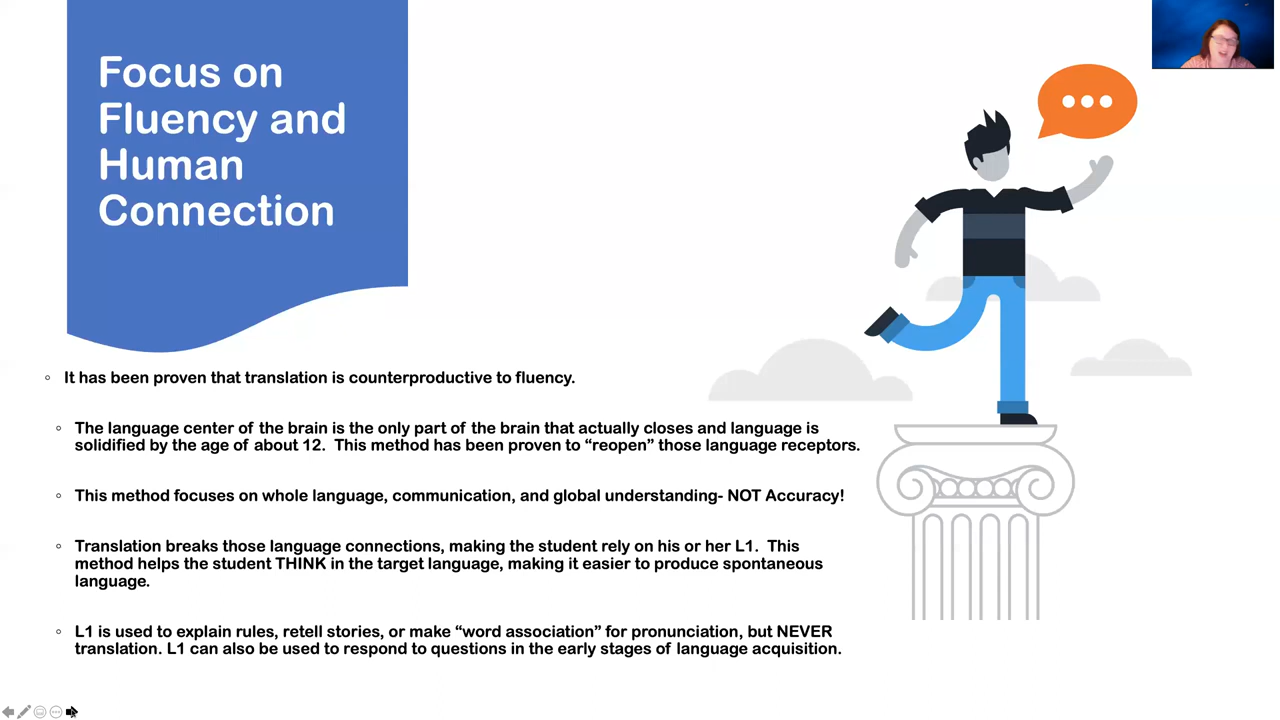 Focus on
Fluency and
Human
Connection
It has been proven that translation is counterproductive to fluency.
The language center of the brain is the only part of the brain that actually closes and language is
solidified by the age of about 12.  This method has been proven to “reopen” those language receptors.
This method focuses on whole language, communication, and global understanding- NOT Accuracy!
Translation breaks those language connections, making the student rely on his or her L1.  This
method helps the student THINK in the target language, making it easier to produce spontaneous
language.
L1 is used to explain rules, retell stories, or make “word association” for pronunciation, but NEVER
translation. L1 can also be used to respond to questions in the early stages of language acquisition.